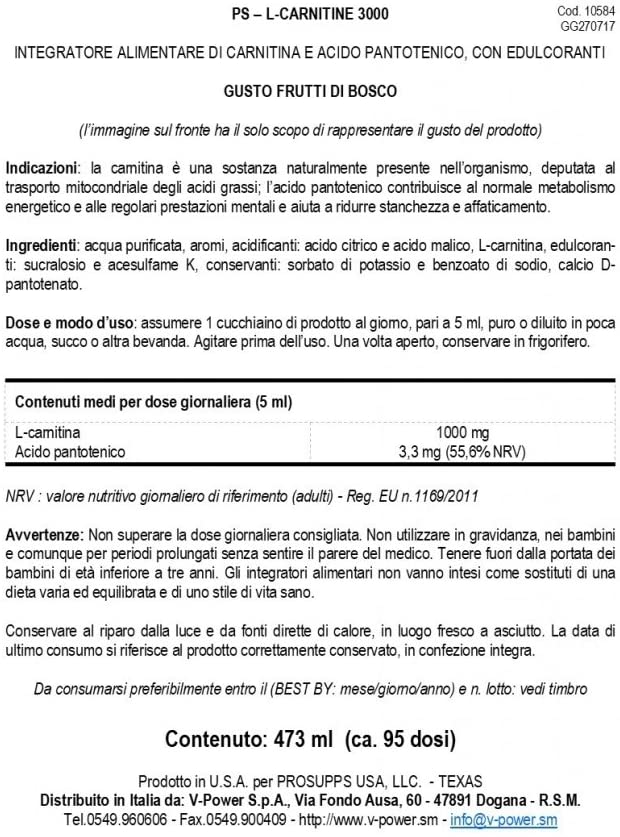 PS – L-CARNITINE 3000
Cod. 10584
GG270717
INTEGRATORE ALIMENTARE DI CARNITINA E ACIDO PANTOTENICO, CON EDULCORANTI
GUSTO FRUTTI DI BOSCO
(l'immagine sul fronte ha il solo scopo di rappresentare il gusto del prodotto)
Indicazioni: la carnitina è una sostanza naturalmente presente nell'organismo, deputata al
trasporto mitocondriale degli acidi grassi; l'acido pantotenico contribuisce al normale metabolismo
energetico e alle regolari prestazioni mentali e aiuta a ridurre stanchezza e affaticamento.
Ingredienti: acqua purificata, aromi, acidificanti: acido citrico e acido malico, L-carnitina, edulcoran-
ti: sucralosio e acesulfame K, conservanti: sorbato di potassio e benzoato di sodio, calcio D-
pantotenato.
Dose e modo d'uso: assumere 1 cucchiaino di prodotto al giorno, pari a 5 ml, puro o diluito in poca
acqua, succo o altra bevanda. Agitare prima dell'uso. Una volta aperto, conservare in frigorifero.
Contenuti medi per dose giornaliera (5 ml)
L-carnitina 1000 mg
Acido pantotenico 3,3 mg (55,6% NRV)
NRV : valore nutritivo giornaliero di riferimento (adulti) - Reg. EU n.1169/2011
Avvertenze: Non superare la dose giornaliera consigliata. Non utilizzare in gravidanza, nei bambini
e comunque per periodi prolungati senza sentire il parere del medico. Tenere fuori dalla portata dei
bambini di età inferiore a tre anni. Gli integratori alimentari non vanno intesi come sostituti di una
dieta varia ed equilibrata e di uno stile di vita sano.
Conservare al riparo dalla luce e da fonti dirette di calore, in luogo fresco a asciutto. La data di
ultimo consumo si riferisce al prodotto correttamente conservato, in confezione integra.
Da consumarsi preferibilmente entro il (BEST BY: mese/giorno/anno) e n. lotto: vedi timbro
Contenuto: 473 ml (ca. 95 dosi)
Prodotto in U.S.A. per PROSUPPS USA, LLC. - TEXAS
Distribuito in Italia da: V-Power S.p.A., Via Fondo Ausa, 60 - 47891 Dogana - R.S.M.
Tel.0549.960606 - Fax.0549.900409 - http://www.v-power.sm - info@v-power.sm